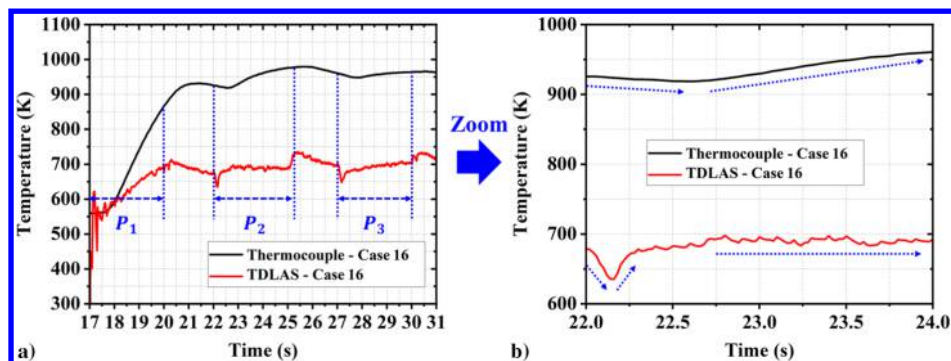 1100
1000
900
800
700
600
500
400
300
Temperature (K)
P1
P2
P3
Thermocouple - Case 16
TDLAS - Case 16
17 18 19 20 21 22 23 24 25 26 27 28 29 30 31
a)
Time (s)
Zoom
1000
900
800
700
600
Temperature (K)
Thermocouple - Case 16
TDLAS - Case 16
22.0 22.5 23.0 23.5 24.0
b)
Time (s)